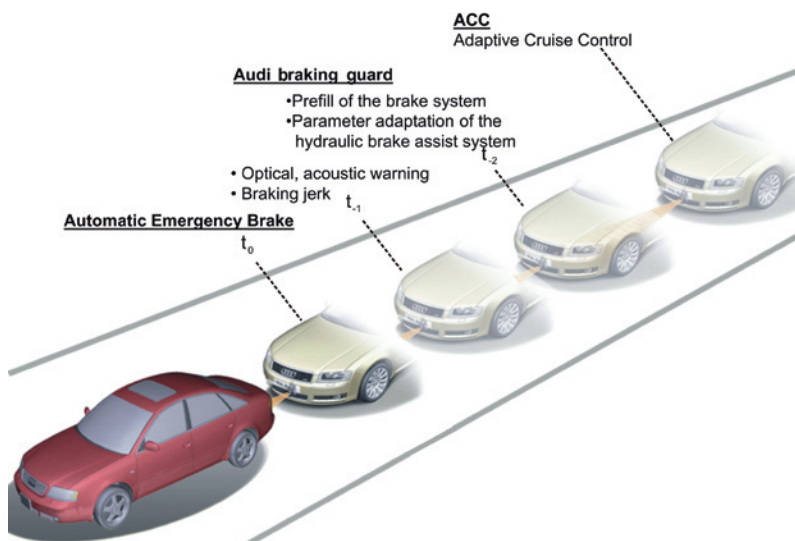 ACC
Adaptive Cruise Control
Audi braking guard
•Prefill of the brake system
•Parameter adaptation of the
hydraulic brake assist system
t-2
• Optical, acoustic warning
• Braking jerk
t-1
Automatic Emergency Brake
t0